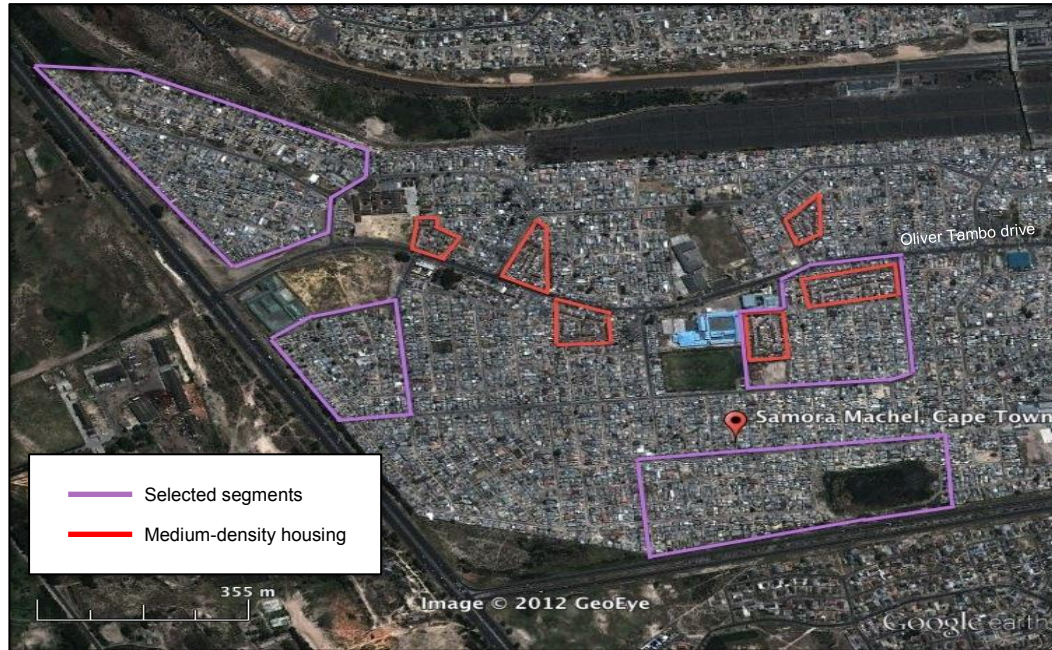 Oliver Tambo drive
Samora Machel, Cape Town
Selected segments
Medium-density housing
355 m
Image © 2012 GeoEye
Google earth